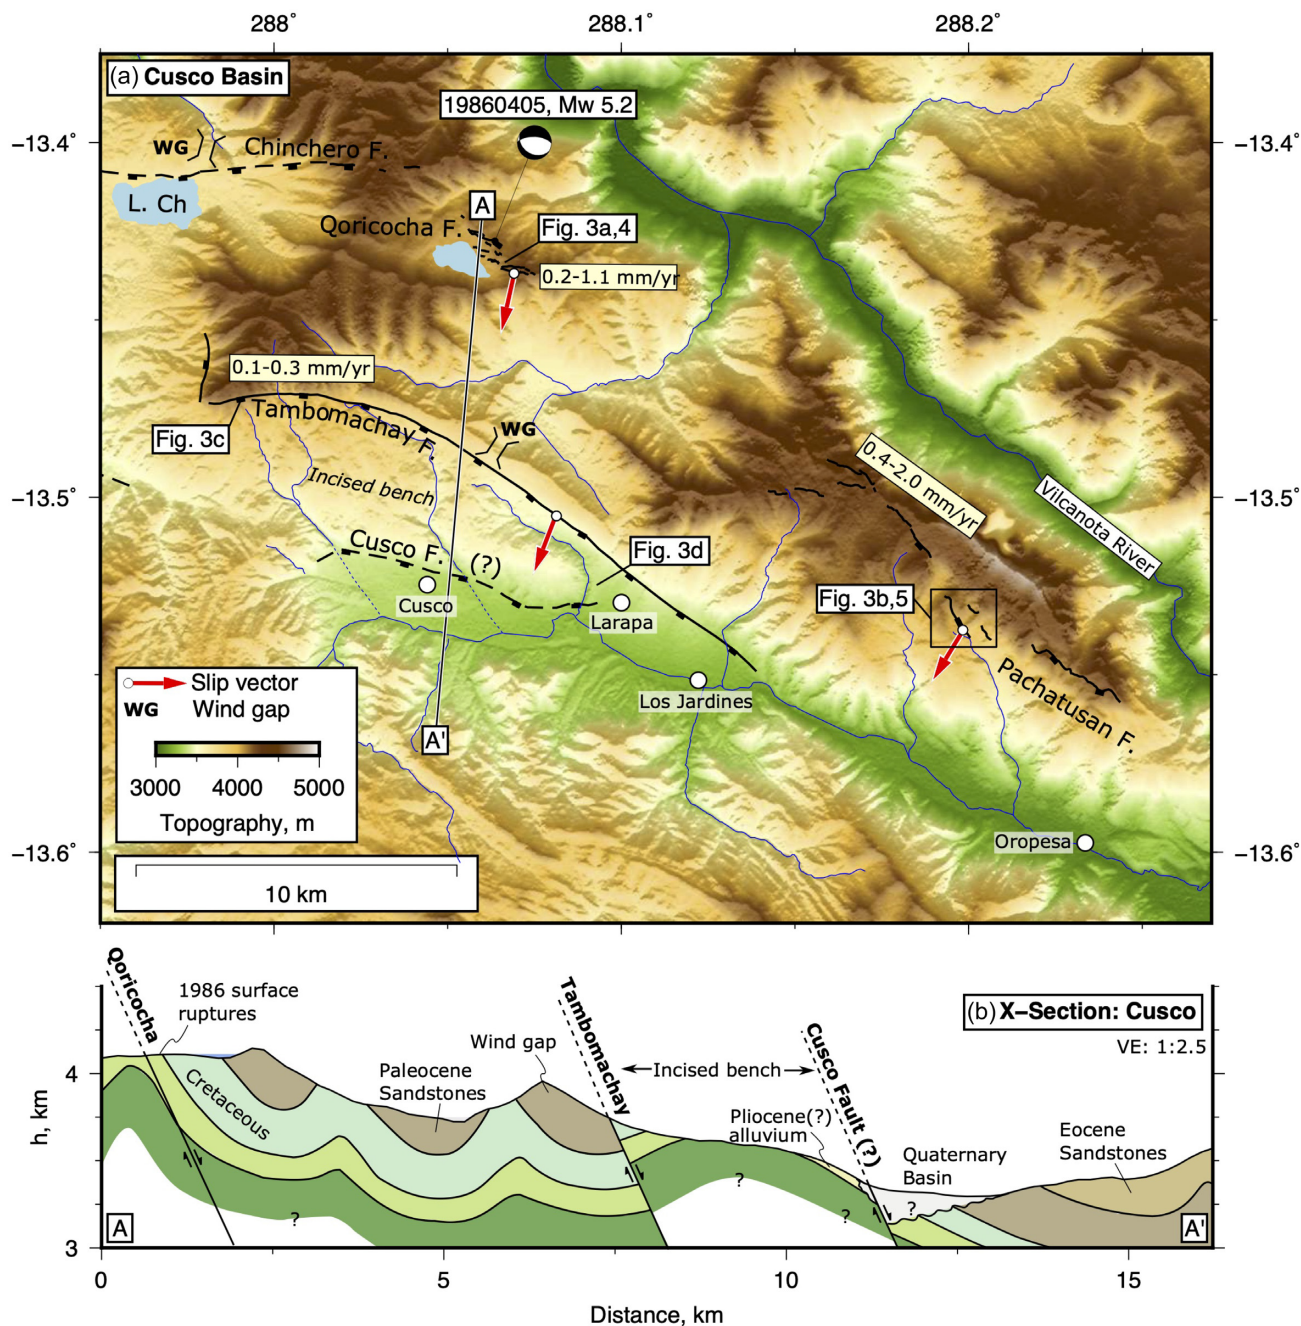 288˚ 288.1˚ 288.2˚
(a) Cusco Basin
19860405, Mw 5.2
−13.4˚ −13.4˚
WG
Chinchero F.
L. Ch
A
Qoricocha F.
Fig. 3a,4
0.2-1.1 mm/yr
0.1-0.3 mm/yr
Tambomachay F.
WG
Fig. 3c
0.4-2.0 mm/yr
Incised bench
−13.5˚ −13.5˚
Vilcanota River
Cusco F. (?)
Fig. 3d
Cusco
Larapa
Fig. 3b,5
Pachatusan F.
Los Jardines
A'
Slip vector
WG Wind gap
3000 4000 5000
Topography, m
Oropesa
−13.6˚ −13.6˚
10 km
Qoricocha
1986 surface
ruptures
Tambomachay
(b) X−Section: Cusco
VE: 1:2.5
Wind gap
Cusco Fault (?)
Incised bench
4
Paleocene
Sandstones
Cretaceous
Pliocene(?)
alluvium
Eocene
Sandstones
Quaternary
Basin
h, km
?
?
?
?
A
A'
3
0 5 10 15
Distance, km